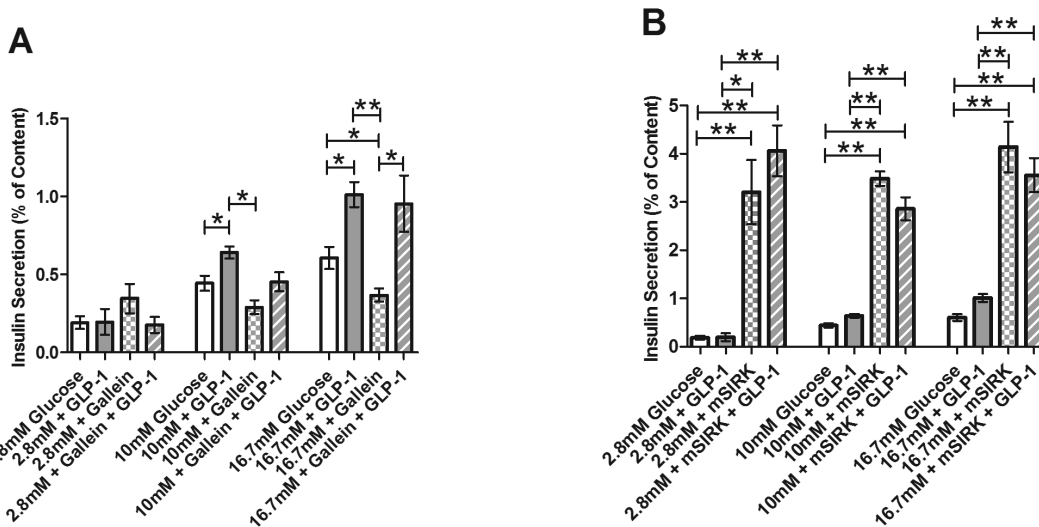 A
Insulin Secretion (% of Content)
1.5
1.0
0.5
0.0
*
*
*
*
**
*
8mM Glucose
2.8mM + GLP-1
2.8mM + Gallein
2.8mM + Gallein + GLP-1
10mM Glucose
10mM + GLP-1
10mM + Gallein
10mM + Gallein + GLP-1
16.7mM Glucose
16.7mM + GLP-1
16.7mM + Gallein
16.7mM + Gallein + GLP-1
B
Insulin Secretion (% of Content)
5
4
3
2
1
0
**
*
**
**
**
**
**
**
**
**
**
**
2.8mM Glucose
2.8mM + GLP-1
2.8mM + mSIRK
2.8mM + mSIRK + GLP-1
10mM Glucose
10mM + GLP-1
10mM + mSIRK
10mM + mSIRK + GLP-1
16.7mM Glucose
16.7mM + GLP-1
16.7mM + mSIRK
16.7mM + mSIRK + GLP-1